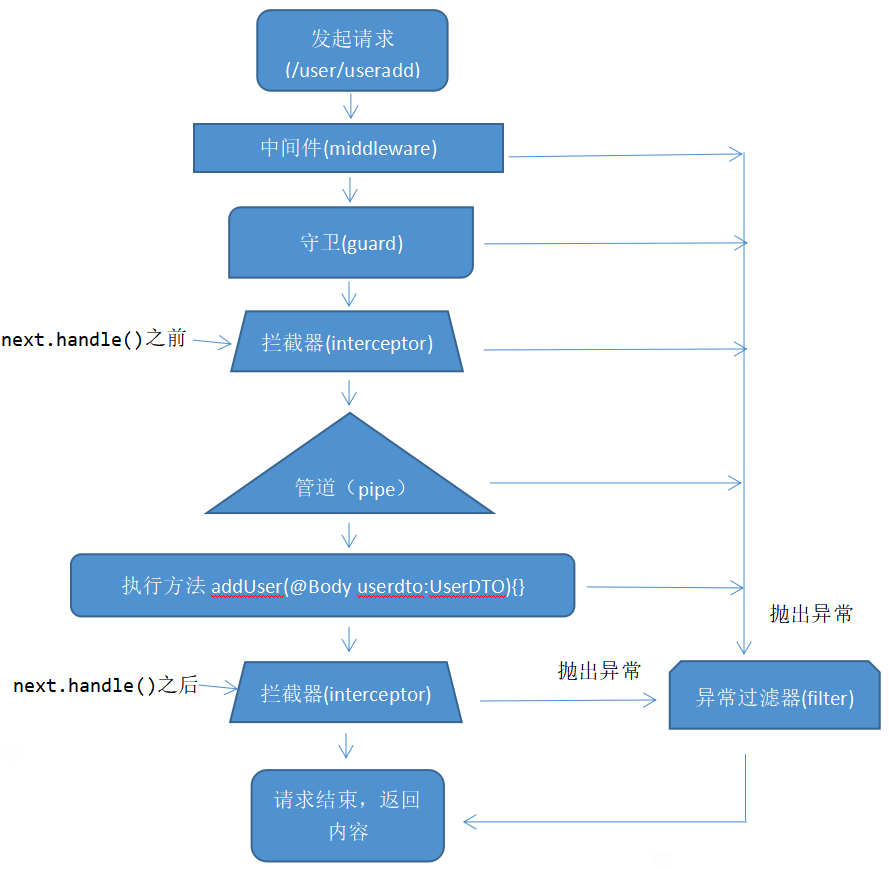 发起请求
(/user/useradd)
中间件(middleware)
守卫(guard)
next.handle()之前
拦截器(interceptor)
管道（pipe）
执行方法 addUser(@Body userdto:UserDTO){}
抛出异常
next.handle()之后
拦截器(interceptor)
抛出异常
异常过滤器(filter)
请求结束，返回
内容